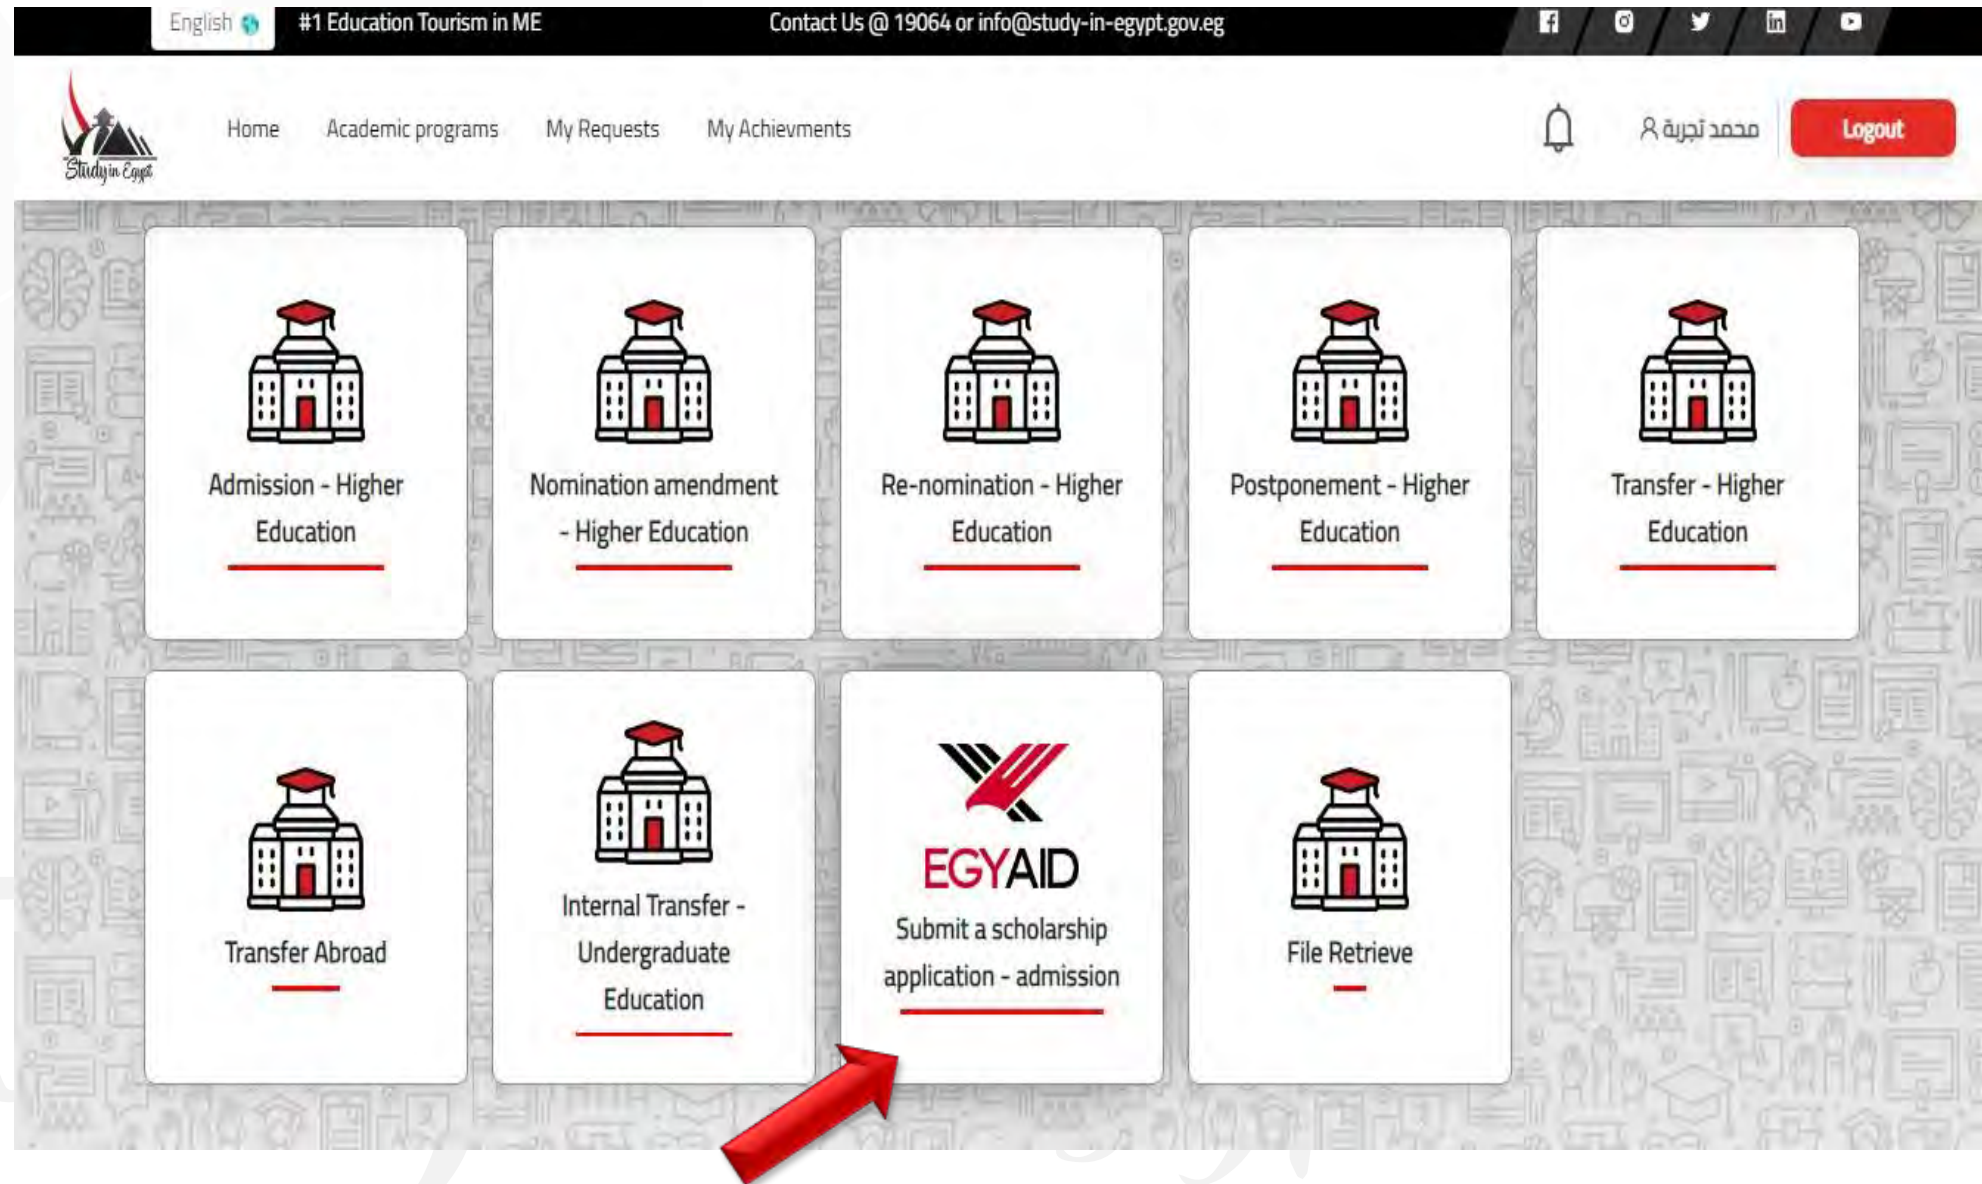 English
#1 Education Tourism in ME
Contact Us @ 19064 or info@study-in-egypt.gov.eg
Study in Egypt
Home
Academic programs
My Requests
My Achievments
محمد تجربة
Logout
Admission - Higher
Education
Nomination amendment
- Higher Education
Re-nomination - Higher
Education
Postponement - Higher
Education
Transfer - Higher
Education
Transfer Abroad
Internal Transfer -
Undergraduate
Education
EGYAID
Submit a scholarship
application - admission
File Retrieve